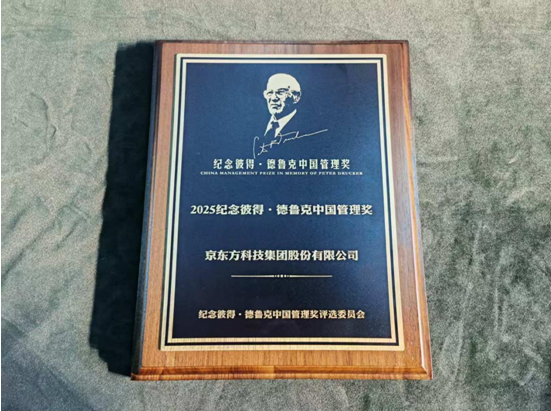 纪念彼得·德鲁克中国管理奖
CHINA MANAGEMENT PRIZE IN MEMORY OF PETER DRUCKER
2025纪念彼得·德鲁克中国管理奖
京东方科技集团股份有限公司
纪念彼得·德鲁克中国管理奖评选委员会